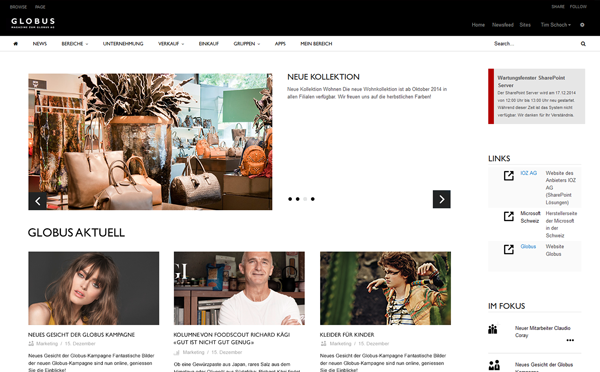 BROWSE PAGE
SHARE FOLLOW
GLOBUS
MAGAZINE ZUM GLOBUS AG
Home Newsfeed Sites Tim Schoch
NEWS BEREICHE UNTERNEHMUNG VERKAUF EINKAUF GRUPPEN APPS MEIN BEREICH
Search...
NEUE KOLLEKTION
Neue Kollektion Wohnen Die neue Wohnkollektion ist ab Oktober 2014 in
allen Filialen verfügbar. Wir freuen uns auf die herbstlichen Farben!
Wartungsfenster SharePoint
Server
Der SharePoint Server wird am 17.12.2014
von 12:00 Uhr bis 13:00 Uhr neu gestartet.
Während dieser Zeit ist das System nicht
verfügbar. Wir danken für Ihr Verständnis.
LINKS
IOZ AG
Website des
Anbieters IOZ
AG
(SharePoint
Lösungen)
Microsoft
Schweiz
Herstellerseite
der Microsoft
in der
Schweiz
Globus
Website
Globus
GLOBUS AKTUELL
NEUES GESICHT DER GLOBUS KAMPAGNE
Marketing / 15. Dezember
Neues Gesicht der Globus-Kampagne Fantastische Bilder
der neuen Globus-Kampagne sind nun online, geniessen
Sie die Einblicke!
KOLUMNE VON FOODSCOUT RICHARD KÄGI
«GUT IST NICHT GUT GENUG»
Marketing / 15. Dezember
Ob eine Gewürzpaste aus Japan, rares Salz aus dem
KLEIDER FÜR KINDER
Marketing / 15. Dezember
Neues Gesicht der Globus-Kampagne Fantastische Bilder
der neuen Globus-Kampagne sind nun online, geniessen
Sie die Einblicke!
IM FOKUS
Neuer Mitarbeiter Claudio
Coray
Neues Gesicht der Globus
Kampagne